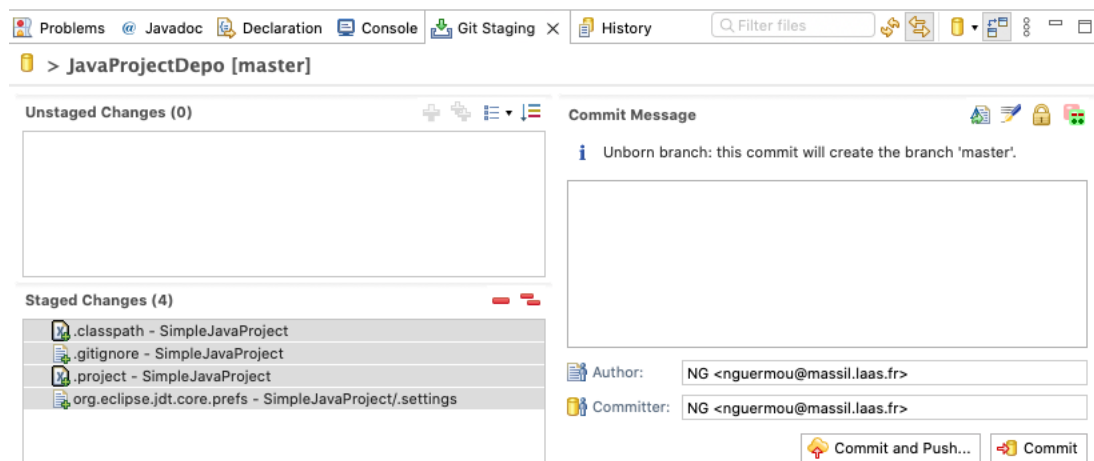 Problems @ Javadoc Declaration Console Git Staging History Filter files
> JavaProjectDepo [master]
Unstaged Changes (0)
Staged Changes (4)
.classpath - SimpleJavaProject
.gitignore - SimpleJavaProject
.project - SimpleJavaProject
org.eclipse.jdt.core.prefs - SimpleJavaProject/.settings
Commit Message
Unborn branch: this commit will create the branch 'master'.
Author: NG <nguermou@massil.laas.fr>
Committer: NG <nguermou@massil.laas.fr>
Commit and Push... Commit